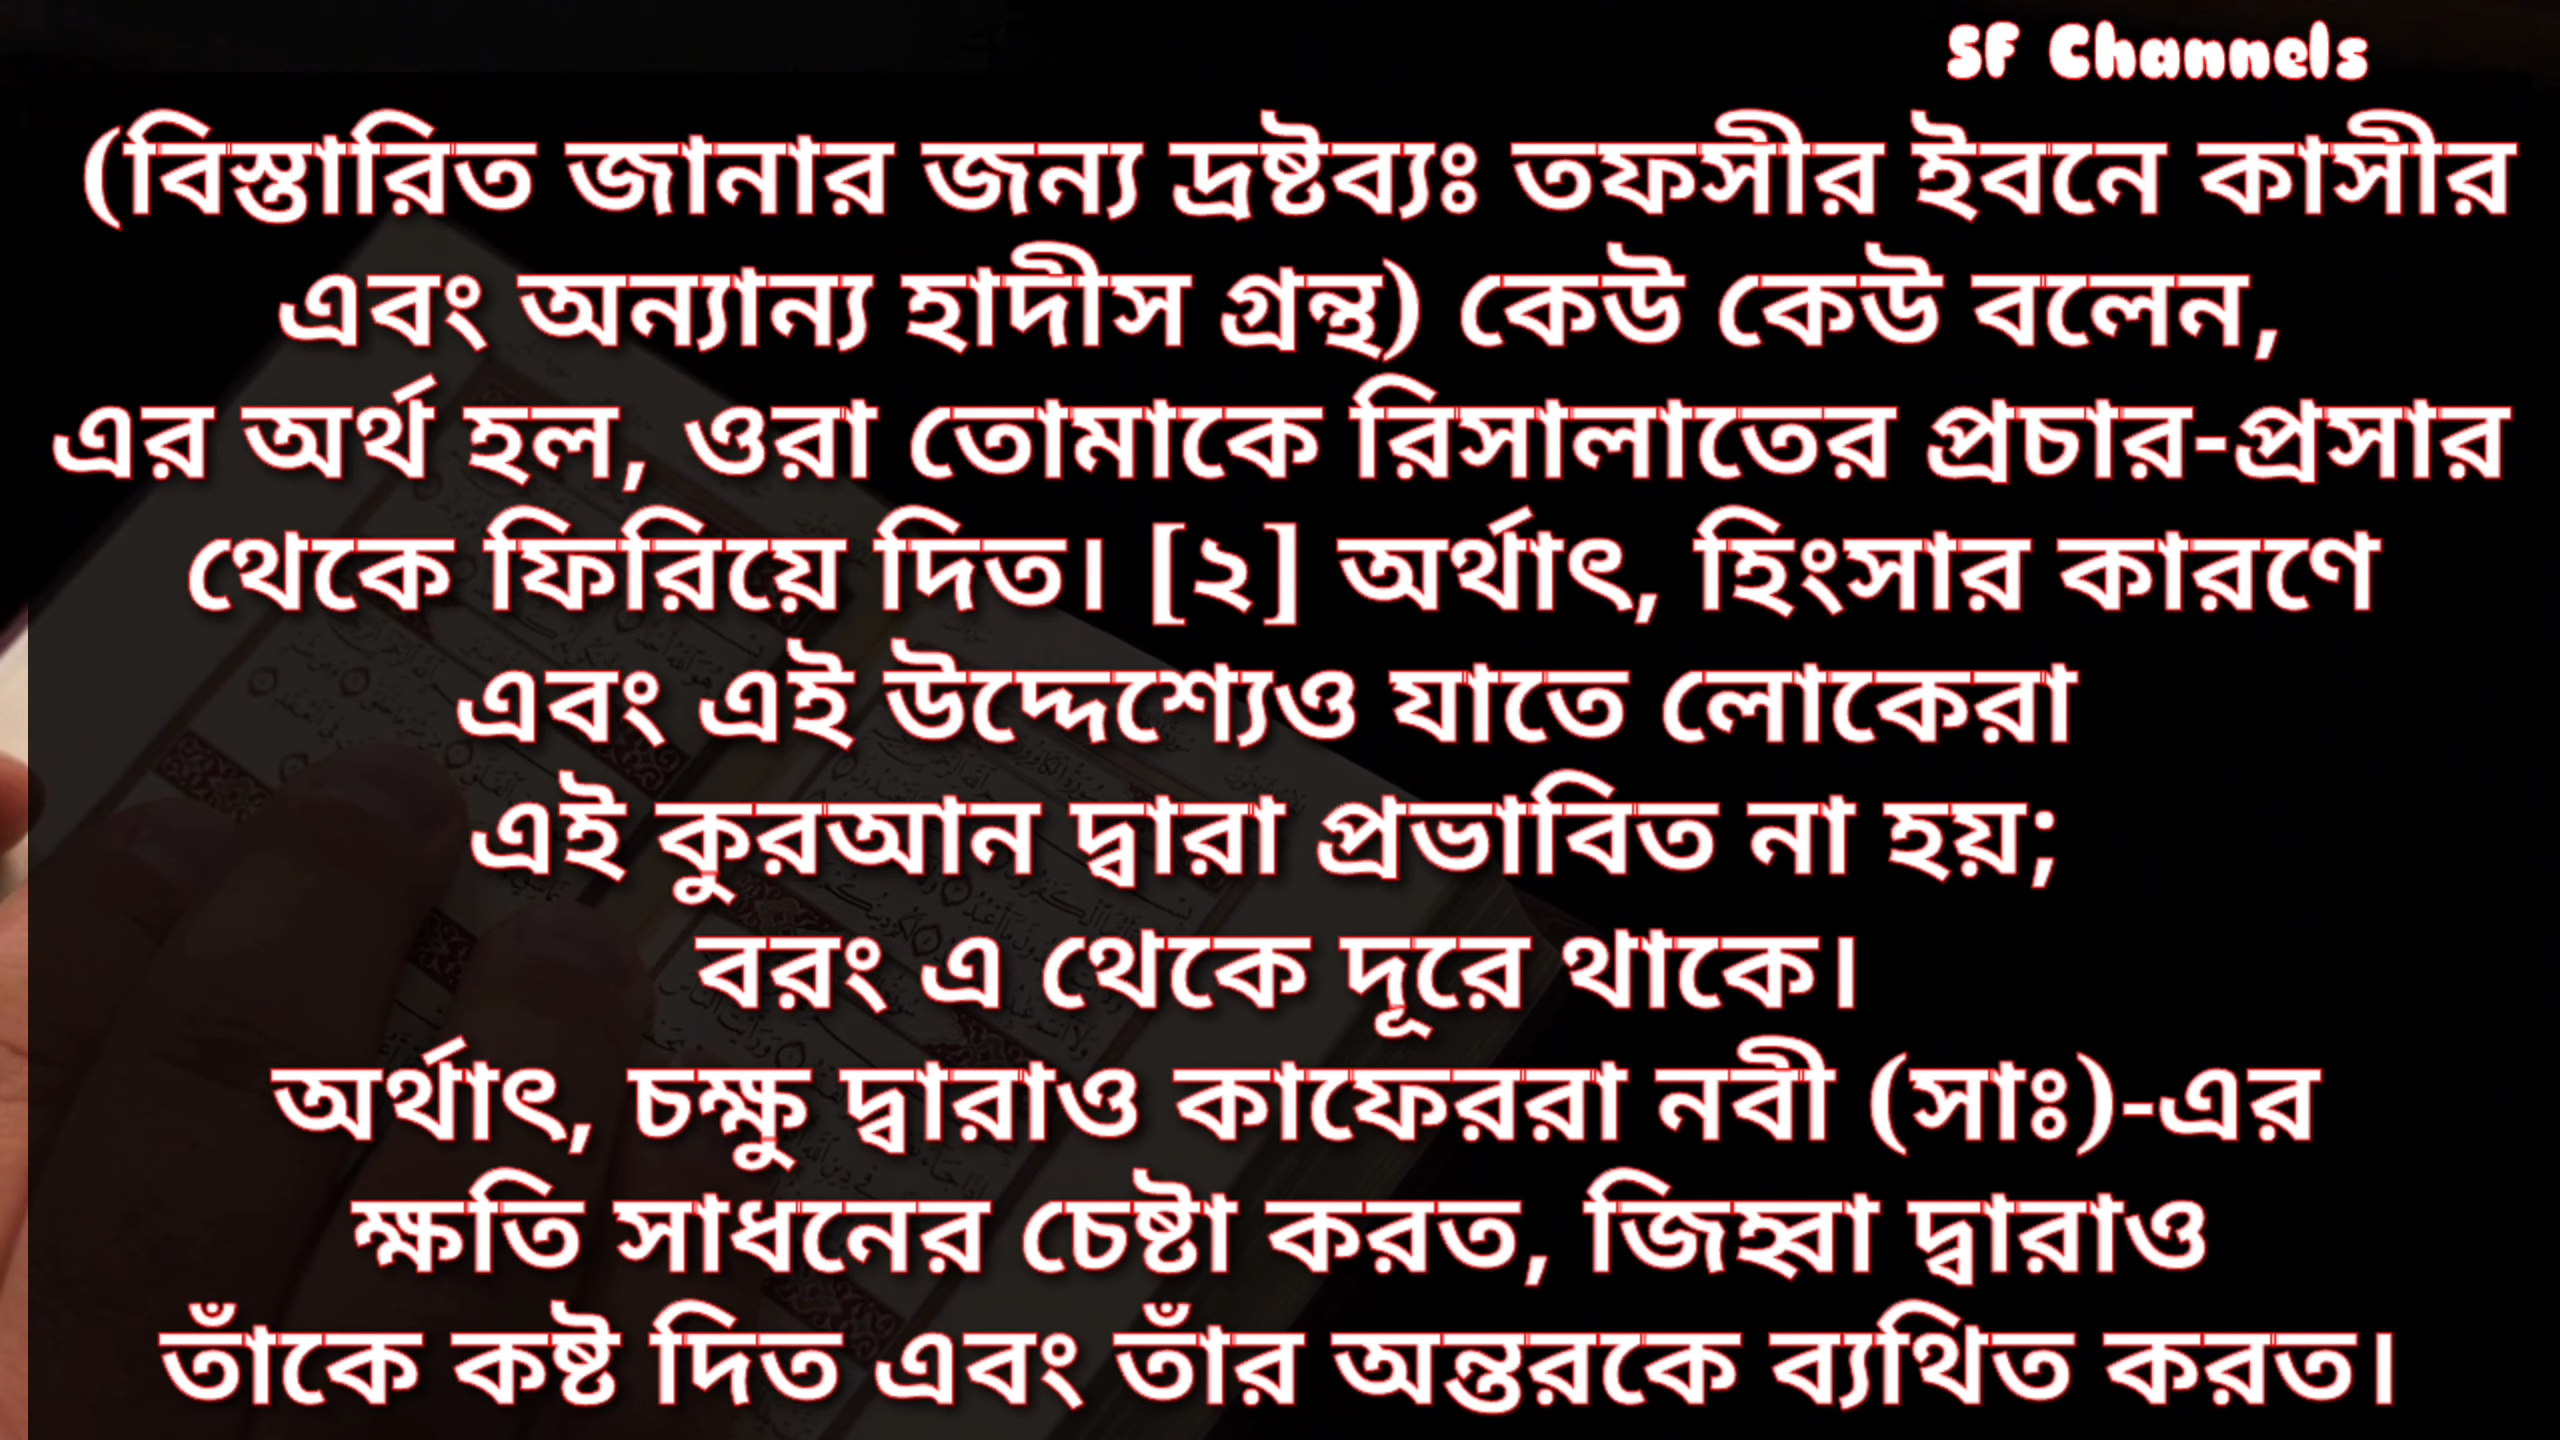 SF Channels
(বিস্তারিত জানার জন্য দ্রষ্টব্যঃ তফসীর ইবনে কাসীর
এবং অন্যান্য হাদীস গ্রন্থ) কেউ কেউ বলেন,
এর অর্থ হল, ওরা তোমাকে রিসালাতের প্রচার-প্রসার
থেকে ফিরিয়ে দিত। [২] অর্থাৎ, হিংসার কারণে
এবং এই উদ্দেশ্যেও যাতে লোকেরা
এই কুরআন দ্বারা প্রভাবিত না হয়;
বরং এ থেকে দূরে থাকে।
অর্থাৎ, চক্ষু দ্বারাও কাফেররা নবী (সাঃ)-এর
ক্ষতি সাধনের চেষ্টা করত, জিহ্বা দ্বারাও
তাঁকে কষ্ট দিত এবং তাঁর অন্তরকে ব্যথিত করত।